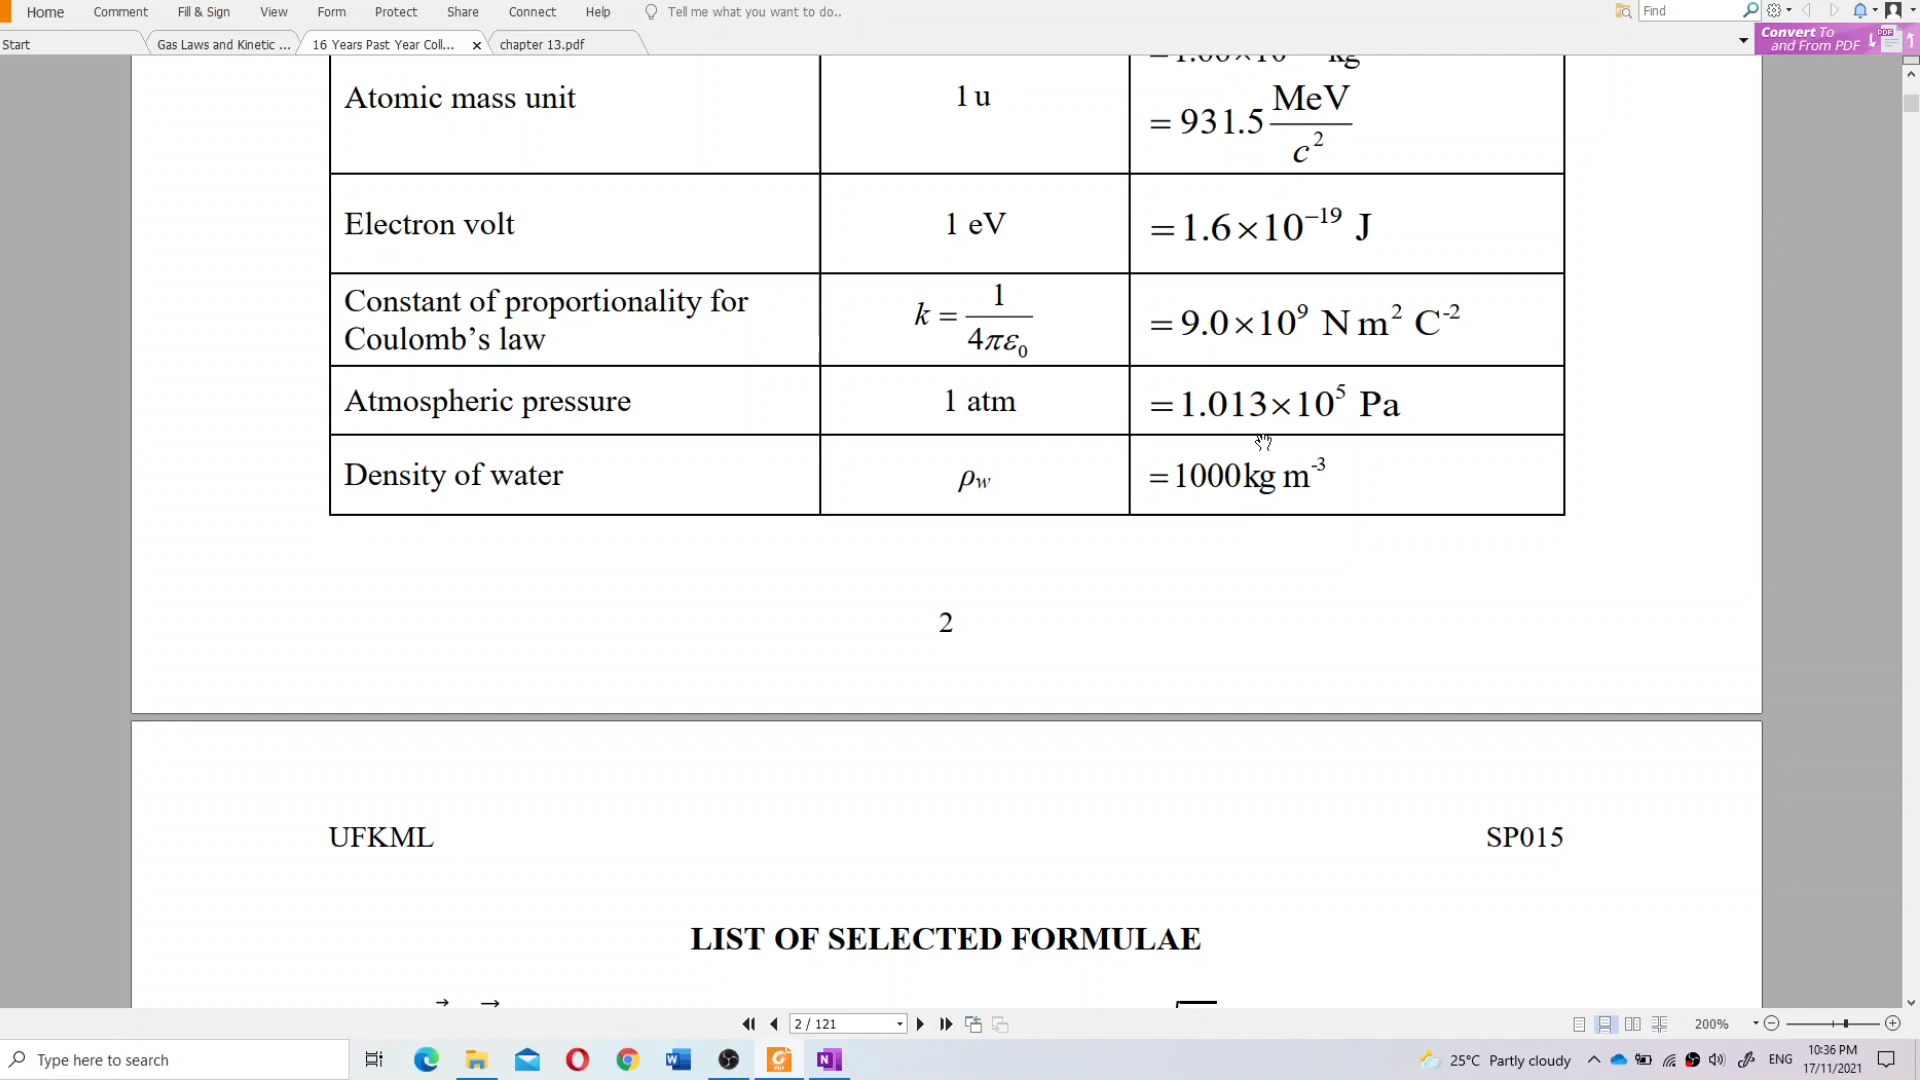 Home Comment Fill & Sign View Form Protect Share Connect Help Tell me what you want to do.. Find
Start Gas Laws and Kinetic ... 16 Years Past Year Coll... × chapter 13.pdf Convert To and From PDF PDF
kg
Atomic mass unit 1 u = 931.5 MeV/c²
Electron volt 1 eV = 1.6×10⁻¹⁹ J
Constant of proportionality for
Coulomb's law k = 1/4πε₀ = 9.0×10⁹ N m² C⁻²
Atmospheric pressure 1 atm = 1.013×10⁵ Pa
Density of water ρw = 1000 kg m⁻³
2
UFKML SP015
LIST OF SELECTED FORMULAE
2 / 121 200%
Type here to search 25°C Partly cloudy ENG 10:36 PM
17/11/2021